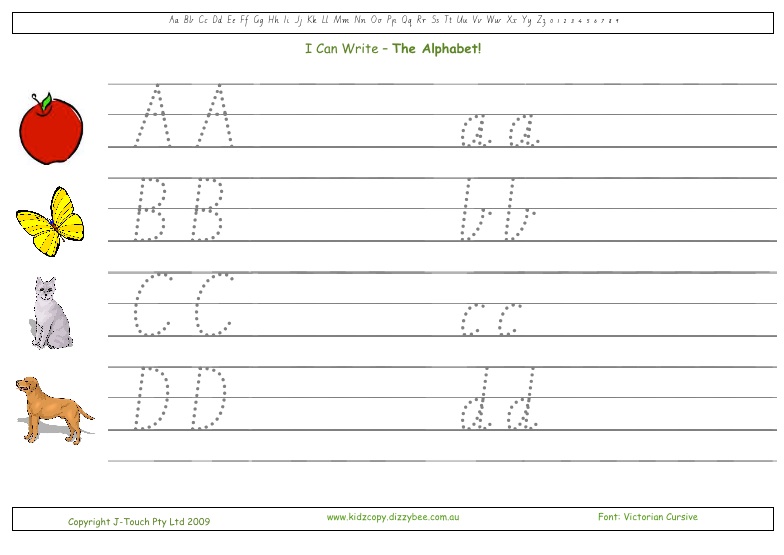 Aa Bb Cc Dd Ee Ff Gg Hh Ii Jj Kk Ll Mm Nn Oo Pp Qq Rr Ss Tt Uu Vv Ww Xx Yy Zz 0 1 2 3 4 5 6 7 8 9
I Can Write - The Alphabet!
A A a a
B B b b
C C c c
D D d d
Copyright J-Touch Pty Ltd 2009 www.kidzcopy.dizzybee.com.au Font: Victorian Cursive